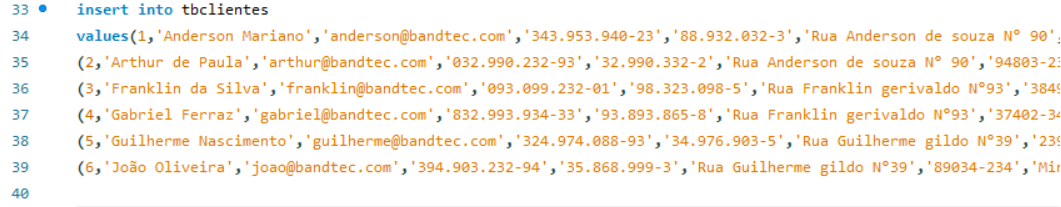 33 insert into tbclientes
34 values(1,'Anderson Mariano','anderson@bandtec.com','343.953.940-23','88.932.032-3','Rua Anderson de souza N° 90',
35 (2,'Arthur de Paula','arthur@bandtec.com','032.990.232-93','32.990.332-2','Rua Anderson de souza N° 90','94803-23
36 (3,'Franklin da Silva','franklin@bandtec.com','093.099.232-01','98.323.098-5','Rua Franklin gerivaldo N°93','3849
37 (4,'Gabriel Ferraz','gabriel@bandtec.com','832.993.934-33','93.893.865-8','Rua Franklin gerivaldo N°93','37402-34
38 (5,'Guilherme Nascimento','guilherme@bandtec.com','324.974.088-93','34.976.903-5','Rua Guilherme gildo N°39','239
39 (6,'João Oliveira','joao@bandtec.com','394.903.232-94','35.868.999-3','Rua Guilherme gildo N°39','89034-234','Mir
40